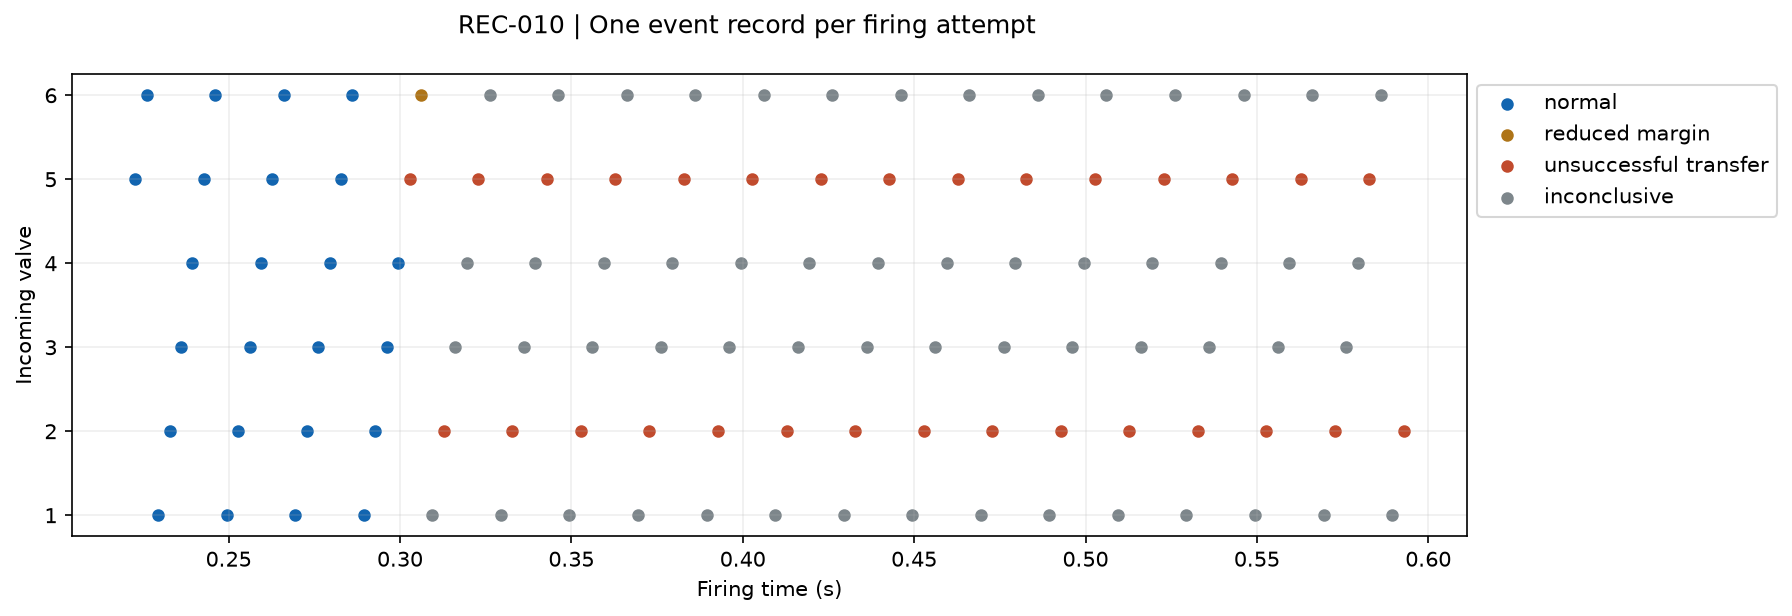 REC-010 | One event record per firing attempt
normal
reduced margin
unsuccessful transfer
inconclusive
Incoming valve
6
5
4
3
2
1
0.25 0.30 0.35 0.40 0.45 0.50 0.55 0.60
Firing time (s)